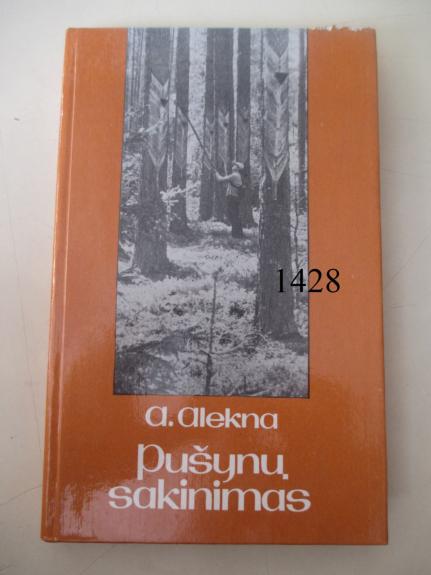 1428
a. alekna
pušynų
sakinimas